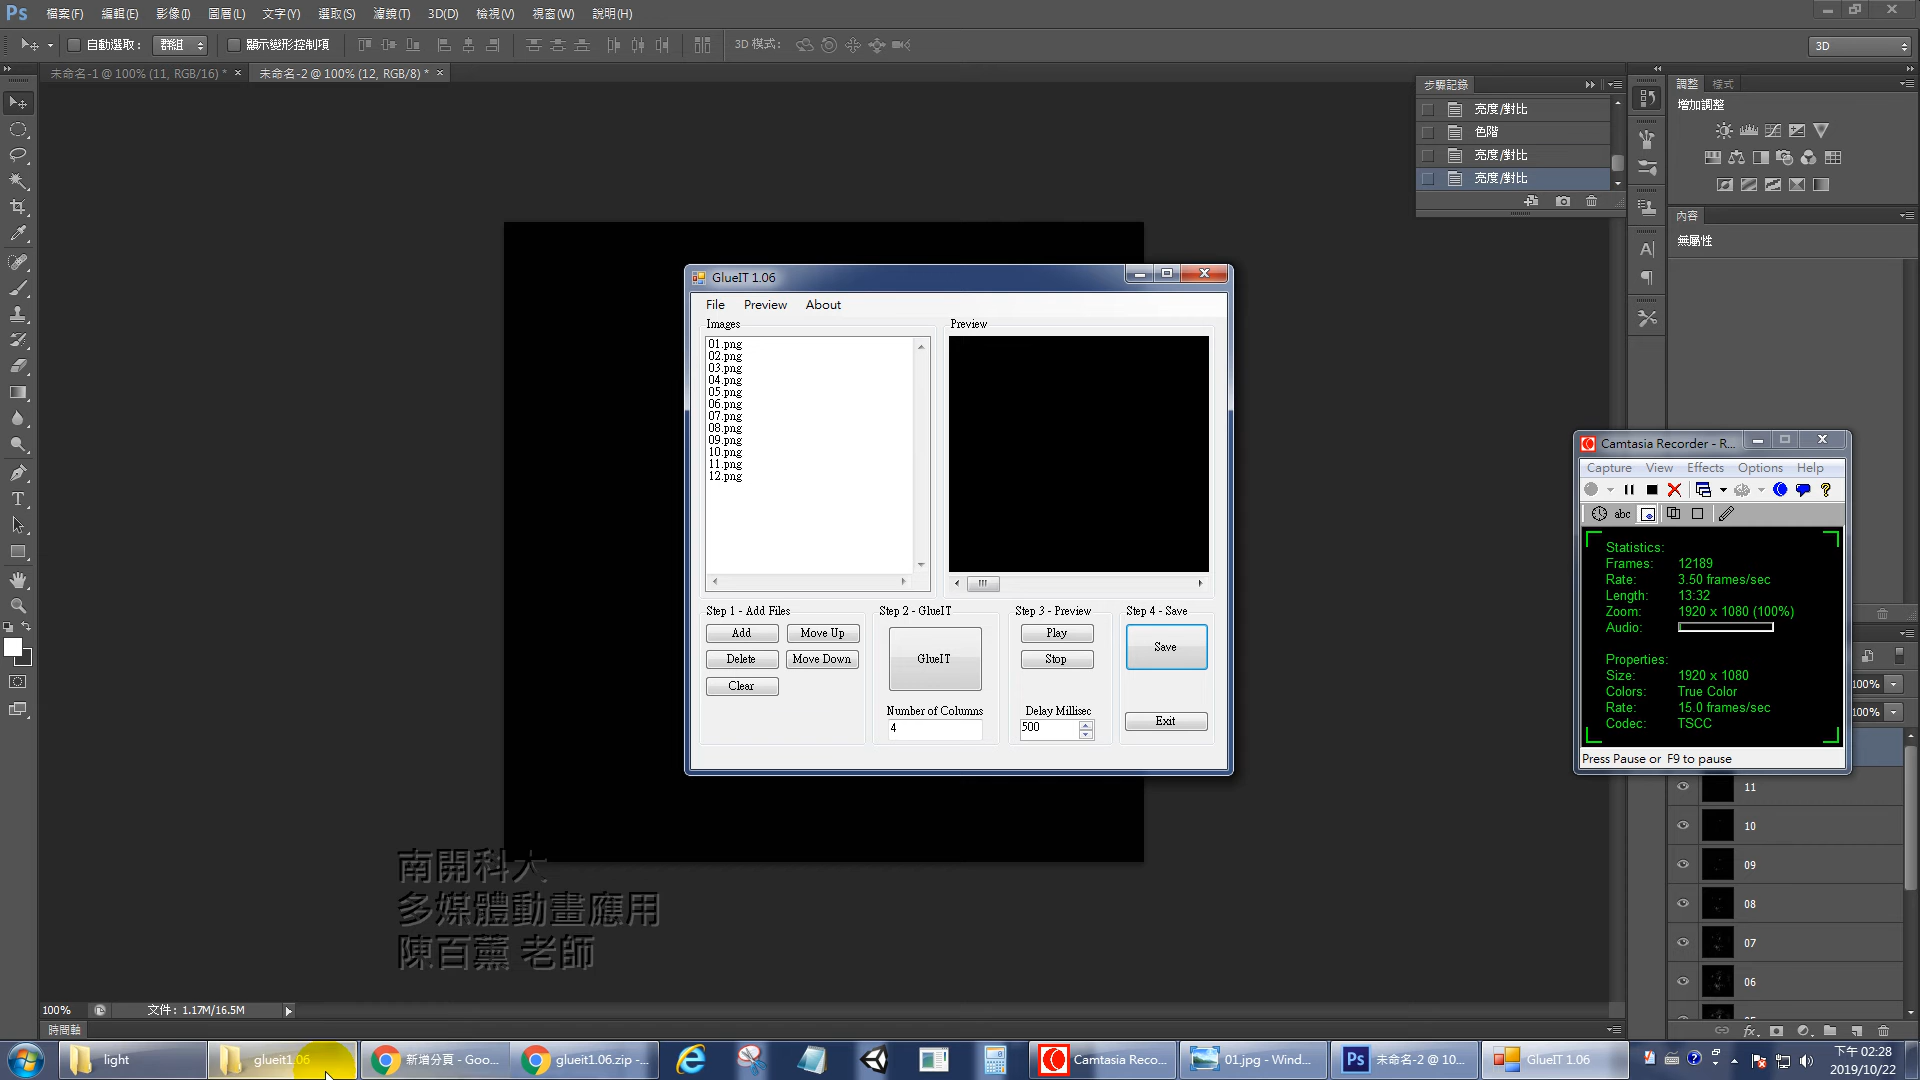 Ps 檔案(F) 編輯(E) 影像(I) 圖層(L) 文字(Y) 選取(S) 濾鏡(T) 3D(D) 檢視(V) 視窗(W) 說明(H)
自動選取： 群組 顯示變形控制項 3D 模式： 3D
未命名-1 @ 100% (11, RGB/16) * × 未命名-2 @ 100% (12, RGB/8) * ×
步驟記錄
亮度/對比
色階
亮度/對比
亮度/對比
調整 樣式
增加調整
內容
無屬性
GlueIT 1.06
File Preview About
Images
01.png
02.png
03.png
04.png
05.png
06.png
07.png
08.png
09.png
10.png
11.png
12.png
Preview
Step 1 - Add Files
Add Move Up
Delete Move Down
Clear
Step 2 - GlueIT
GlueIT
Number of Columns
4
Step 3 - Preview
Play
Stop
Delay Millisec
500
Step 4 - Save
Save
Exit
Camtasia Recorder - R...
Capture View Effects Options Help
abc
Statistics:
Frames: 12189
Rate: 3.50 frames/sec
Length: 13:32
Zoom: 1920 x 1080 (100%)
Audio:
Properties:
Size: 1920 x 1080
Colors: True Color
Rate: 15.0 frames/sec
Codec: TSCC
Press Pause or F9 to pause
100%
100%
11
10
09
08
07
06
南開科大
多媒體動畫應用
陳百薰 老師
100% 文件：1.17M/16.5M
時間軸
light glueit1.06 新增分頁 - Goo... glueit1.06.zip -... Camtasia Reco... 01.jpg - Wind... 未命名-2 @ 10... GlueIT 1.06
下午 02:28
2019/10/22